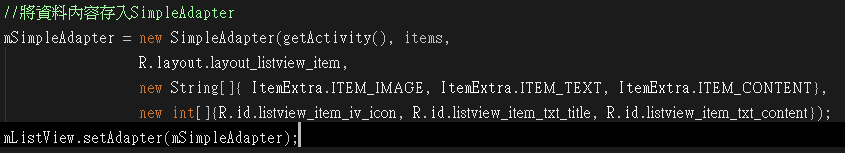 //將資料內容存入SimpleAdapter
mSimpleAdapter = new SimpleAdapter(getActivity(), items,
R.layout.layout_listview_item,
new String[]{ ItemExtra.ITEM_IMAGE, ItemExtra.ITEM_TEXT, ItemExtra.ITEM_CONTENT},
new int[]{R.id.listview_item_iv_icon, R.id.listview_item_txt_title, R.id.listview_item_txt_content});
mListView.setAdapter(mSimpleAdapter);